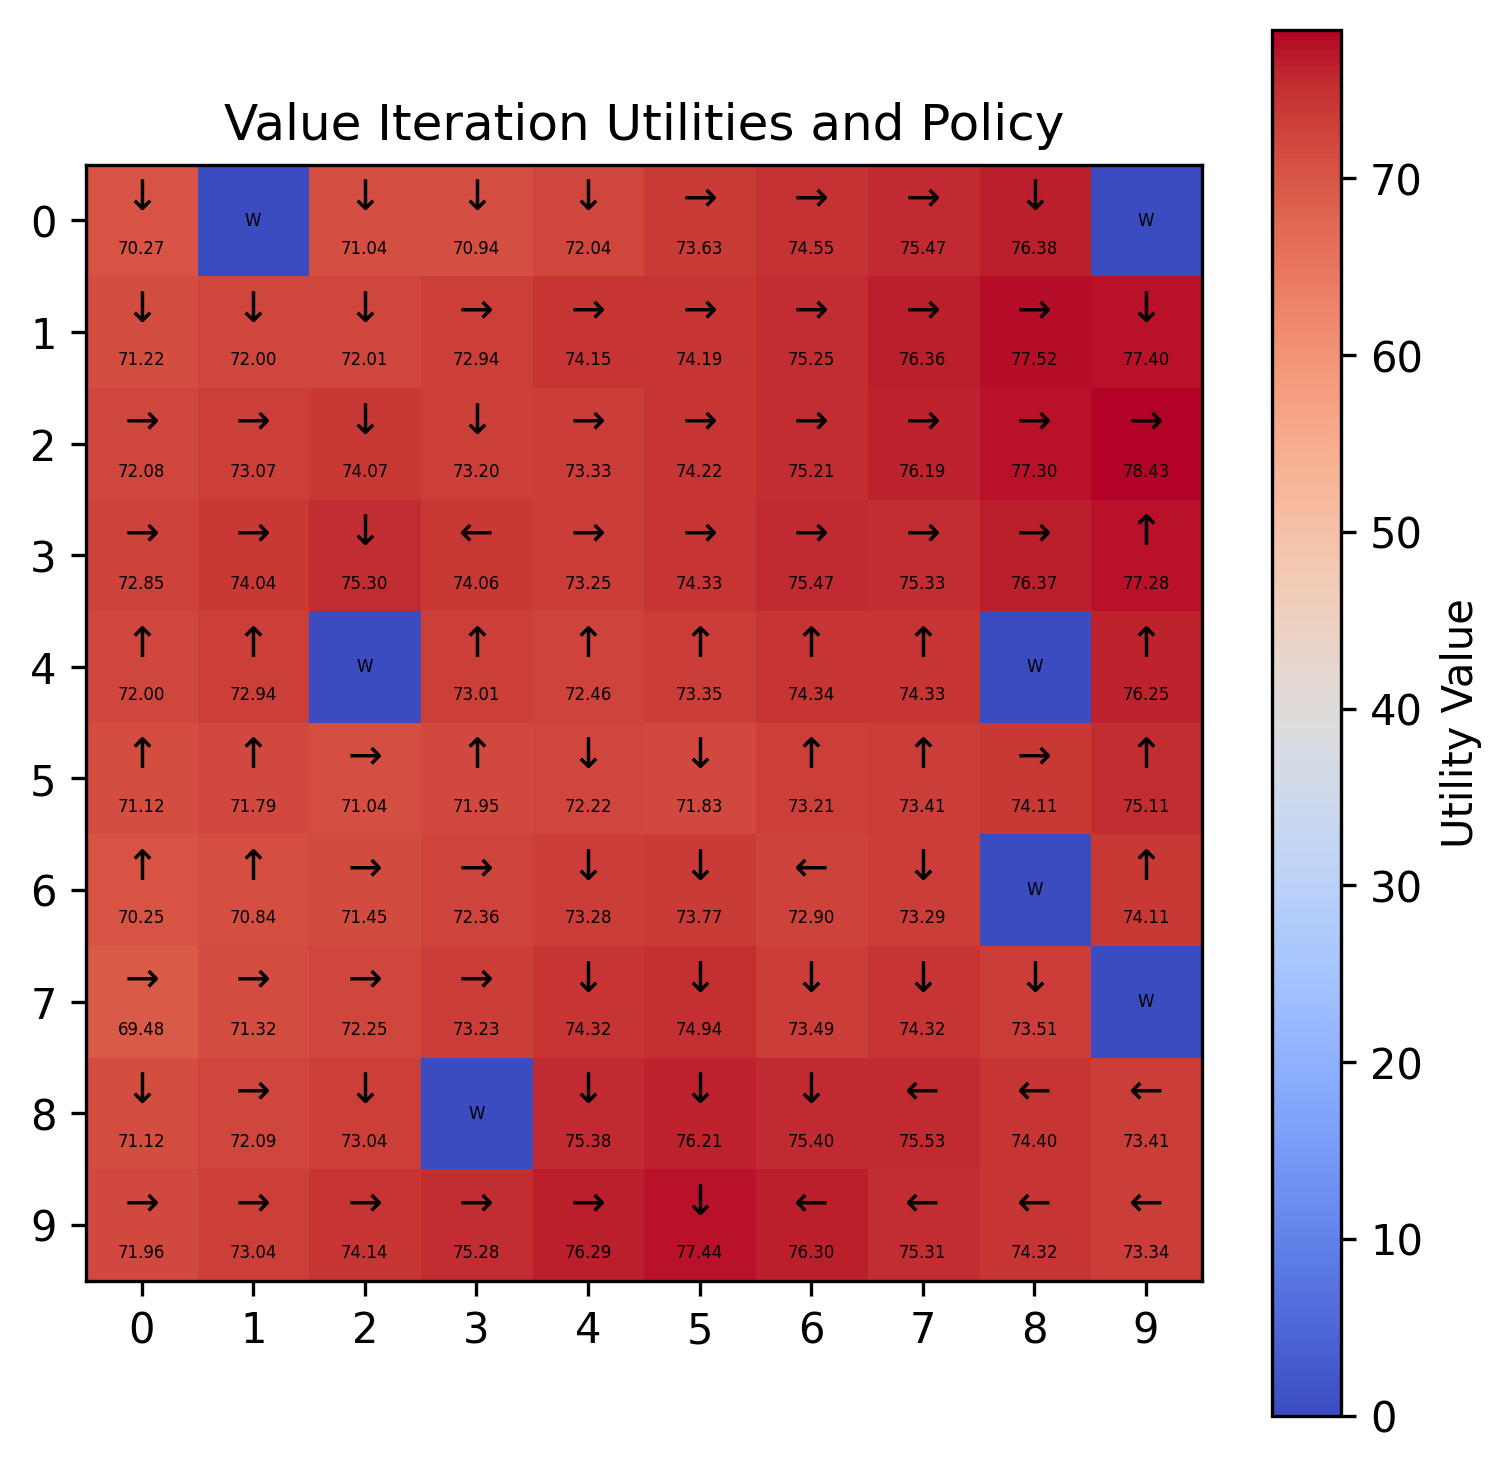 Value Iteration Utilities and Policy
0 ↓ W ↓ ↓ ↓ → → → ↓ W
70.27 71.04 70.94 72.04 73.63 74.55 75.47 76.38
1 ↓ ↓ ↓ → → → → → → ↓
71.22 72.00 72.01 72.94 74.15 74.19 75.25 76.36 77.52 77.40
2 → → ↓ ↓ → → → → → →
72.08 73.07 74.07 73.20 73.33 74.22 75.21 76.19 77.30 78.43
3 → → ↓ ← → → → → → ↑
72.85 74.04 75.30 74.06 73.25 74.33 75.47 75.33 76.37 77.28
4 ↑ ↑ W ↑ ↑ ↑ ↑ ↑ W ↑
72.00 72.94 73.01 72.46 73.35 74.34 74.33 76.25
5 ↑ ↑ → ↑ ↓ ↓ ↑ ↑ → ↑
71.12 71.79 71.04 71.95 72.22 71.83 73.21 73.41 74.11 75.11
6 ↑ ↑ → → ↓ ↓ ← ↓ W ↑
70.25 70.84 71.45 72.36 73.28 73.77 72.90 73.29 74.11
7 → → → → ↓ ↓ ↓ ↓ ↓ W
69.48 71.32 72.25 73.23 74.32 74.94 73.49 74.32 73.51
8 ↓ → ↓ W ↓ ↓ ↓ ← ← ←
71.12 72.09 73.04 75.38 76.21 75.40 75.53 74.40 73.41
9 → → → → → ↓ ← ← ← ←
71.96 73.04 74.14 75.28 76.29 77.44 76.30 75.31 74.32 73.34
0 1 2 3 4 5 6 7 8 9
70
60
50
40
30
20
10
0
Utility Value